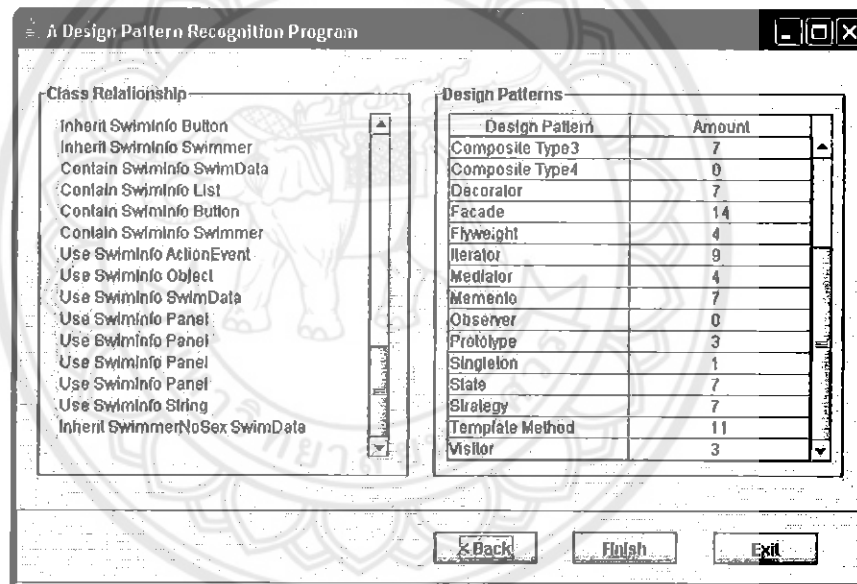 A Design Pattern Recognition Program
Class Relationship
Inherit SwimInfo Button
Inherit SwimInfo Swimmer
Contain SwimInfo SwimData
Contain SwimInfo List
Contain SwimInfo Button
Contain SwimInfo Swimmer
Use SwimInfo ActionEvent
Use SwimInfo Object
Use SwimInfo SwimData
Use SwimInfo Panel
Use SwimInfo Panel
Use SwimInfo Panel
Use SwimInfo Panel
Use SwimInfo String
Inherit SwimmerNoSex SwimData
Design Patterns
Design Pattern Amount
Composite Type3 7
Composite Type4 0
Decorator 7
Facade 14
Flyweight 4
Iterator 9
Mediator 4
Memento 7
Observer 0
Prototype 3
Singleton 1
State 7
Strategy 7
Template Method 11
Visitor 3
< Back Finish Exit